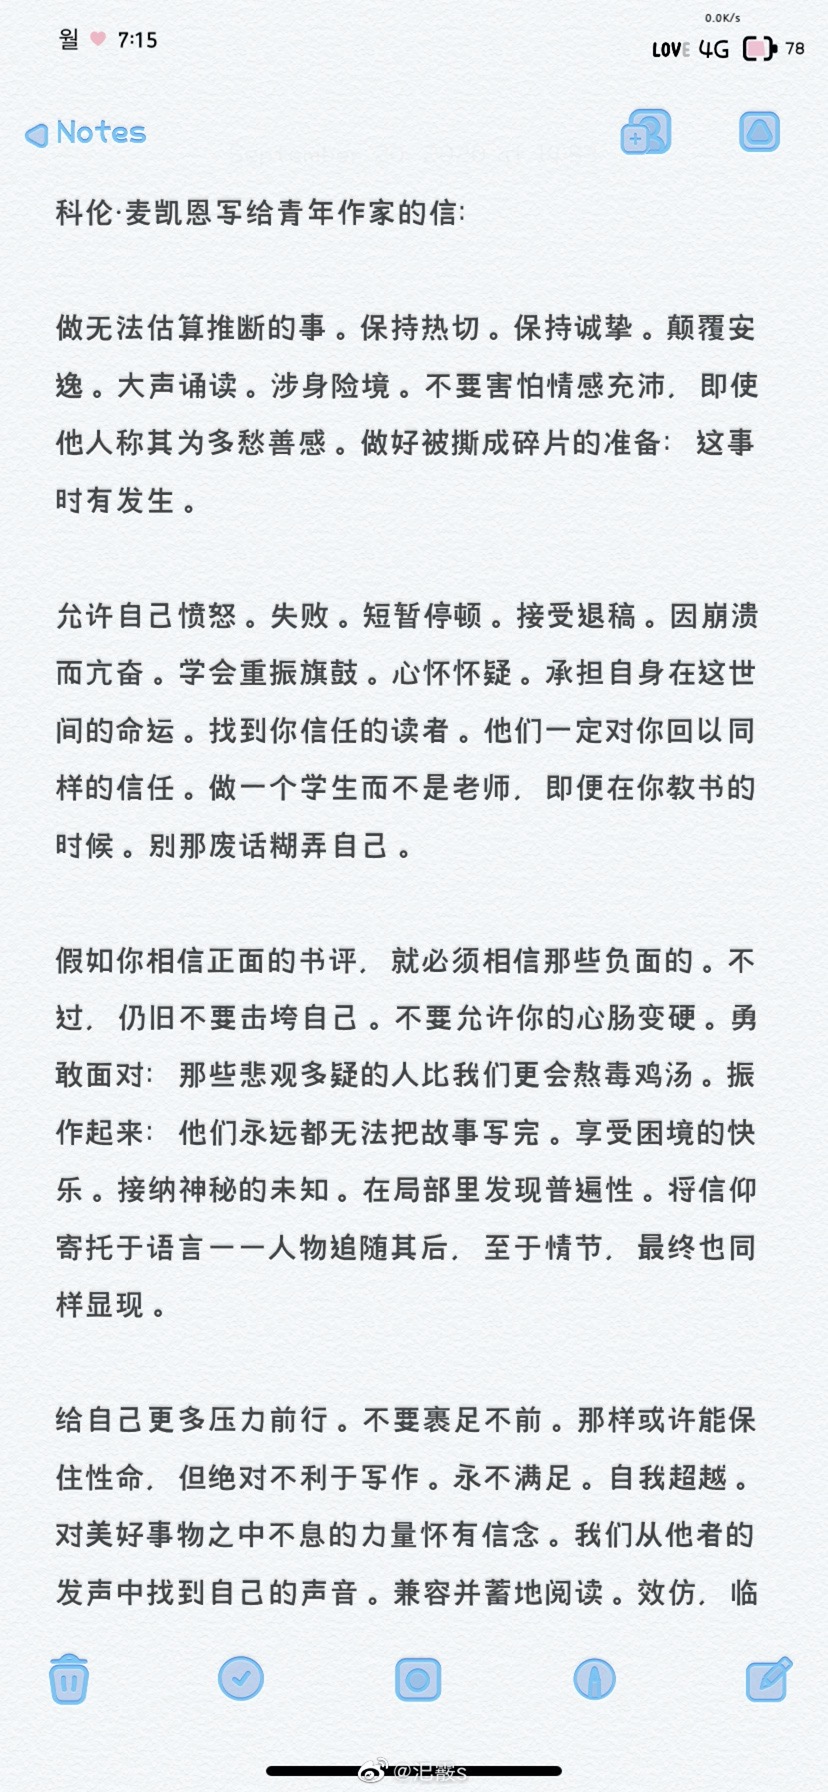 0.0K/s
월 7:15
LOVE 4G 78
Notes
科伦·麦凯恩写给青年作家的信：
做无法估算推断的事。保持热切。保持诚挚。颠覆安
逸。大声诵读。涉身险境。不要害怕情感充沛，即使
他人称其为多愁善感。做好被撕成碎片的准备：这事
时有发生。
允许自己愤怒。失败。短暂停顿。接受退稿。因崩溃
而亢奋。学会重振旗鼓。心怀怀疑。承担自身在这世
间的命运。找到你信任的读者。他们一定对你回以同
样的信任。做一个学生而不是老师，即便在你教书的
时候。别那废话糊弄自己。
假如你相信正面的书评，就必须相信那些负面的。不
过，仍旧不要击垮自己。不要允许你的心肠变硬。勇
敢面对：那些悲观多疑的人比我们更会熬毒鸡汤。振
作起来：他们永远都无法把故事写完。享受困境的快
乐。接纳神秘的未知。在局部里发现普遍性。将信仰
寄托于语言——人物追随其后，至于情节，最终也同
样显现。
给自己更多压力前行。不要裹足不前。那样或许能保
住性命，但绝对不利于写作。永不满足。自我超越。
对美好事物之中不息的力量怀有信念。我们从他者的
发声中找到自己的声音。兼容并蓄地阅读。效仿，临